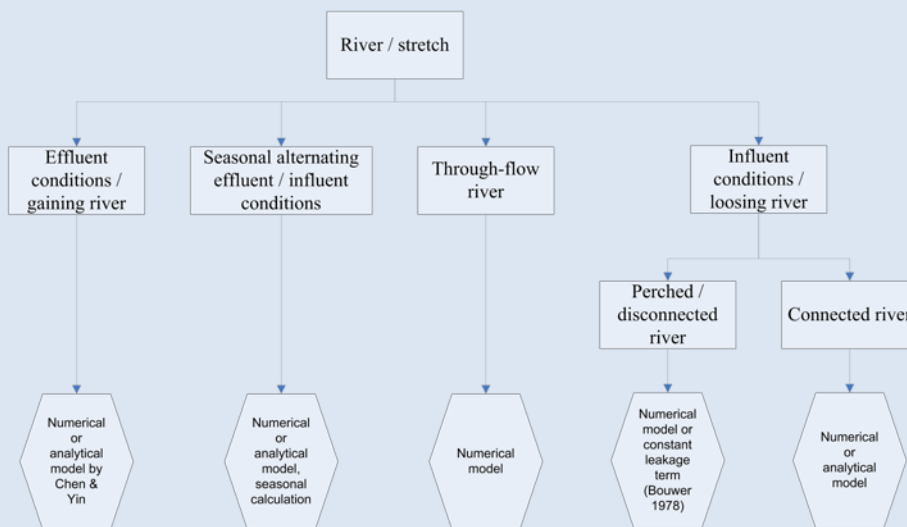 River / stretch
Effluent
conditions /
gaining river
Seasonal alternating
effluent / influent
conditions
Through-flow
river
Influent
conditions /
loosing river
Perched /
disconnected
river
Connected river
Numerical
or
analytical
model by
Chen &
Yin
Numerical
or
analytical
model,
seasonal
calculation
Numerical
model
Numerical
model or
constant
leakage
term
(Bouwer
1978)
Numerical
or
analytical
model